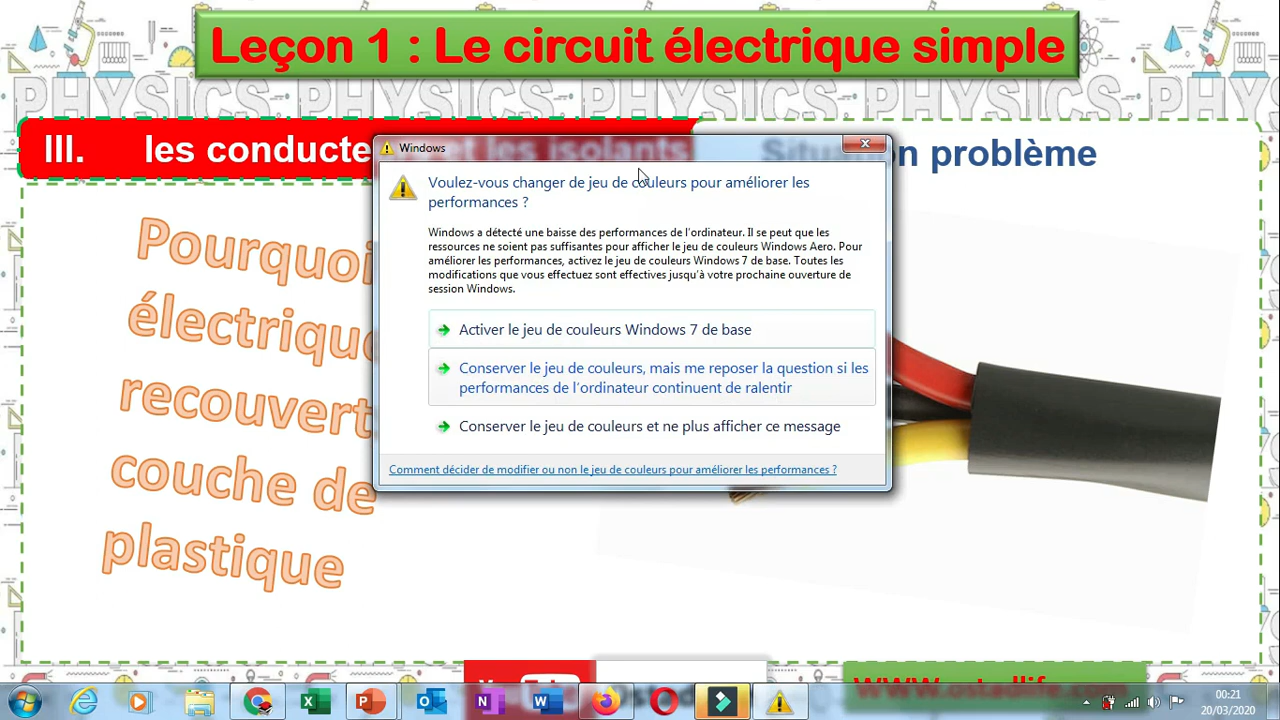 Leçon 1 : Le circuit électrique simple
PHYSICS PHYSICS PHYSICS PHYSICS PHYSICS
III. les conducte
n problème
Pourquoi
électrique
recouvert
couche de
plastique
Windows
Voulez-vous changer de jeu de couleurs pour améliorer les
performances ?
Windows a détecté une baisse des performances de l'ordinateur. Il se peut que les
ressources ne soient pas suffisantes pour afficher le jeu de couleurs Windows Aero. Pour
améliorer les performances, activez le jeu de couleurs Windows 7 de base. Toutes les
modifications que vous effectuez sont effectives jusqu'à votre prochaine ouverture de
session Windows.
Activer le jeu de couleurs Windows 7 de base
Conserver le jeu de couleurs, mais me reposer la question si les
performances de l'ordinateur continuent de ralentir
Conserver le jeu de couleurs et ne plus afficher ce message
Comment décider de modifier ou non le jeu de couleurs pour améliorer les performances ?
00:21
20/03/2020